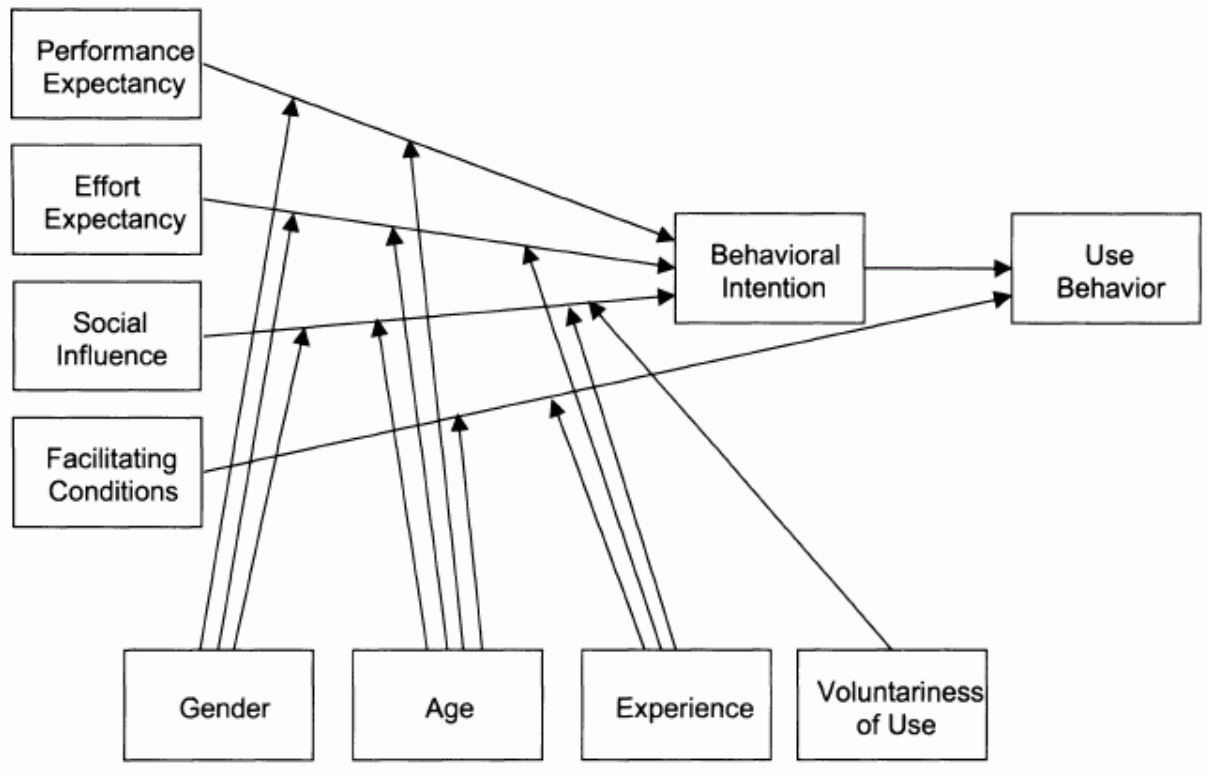 Performance
Expectancy
Effort
Expectancy
Social
Influence
Facilitating
Conditions
Behavioral
Intention
Use
Behavior
Gender
Age
Experience
Voluntariness
of Use